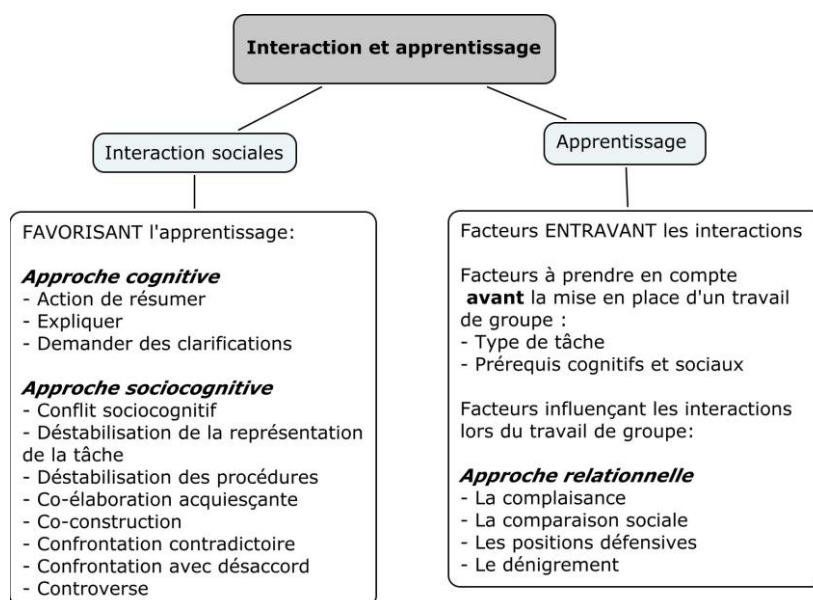 Interaction et apprentissage
Interaction sociales
Apprentissage
FAVORISANT l'apprentissage:
Approche cognitive
- Action de résumer
- Expliquer
- Demander des clarifications
Approche sociocognitive
- Conflit sociocognitif
- Déstabilisation de la représentation
de la tâche
- Déstabilisation des procédures
- Co-élaboration acquiesçante
- Co-construction
- Confrontation contradictoire
- Confrontation avec désaccord
- Controverse
Facteurs ENTRAVANT les interactions
Facteurs à prendre en compte
avant la mise en place d'un travail
de groupe :
- Type de tâche
- Prérequis cognitifs et sociaux
Facteurs influençant les interactions
lors du travail de groupe:
Approche relationnelle
- La complaisance
- La comparaison sociale
- Les positions défensives
- Le dénigrement